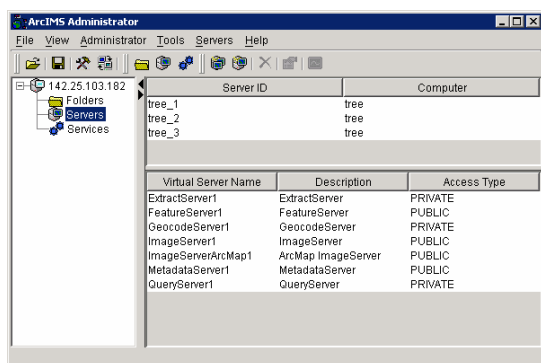 ArcIMS Administrator
File View Administrator Tools Servers Help
142.25.103.182
Folders
Servers
Services
Server ID Computer
tree_1 tree
tree_2 tree
tree_3 tree
Virtual Server Name Description Access Type
ExtractServer1 ExtractServer PRIVATE
FeatureServer1 FeatureServer PUBLIC
GeocodeServer1 GeocodeServer PRIVATE
ImageServer1 ImageServer PUBLIC
ImageServerArcMap1 ArcMap ImageServer PUBLIC
MetadataServer1 MetadataServer PUBLIC
QueryServer1 QueryServer PRIVATE